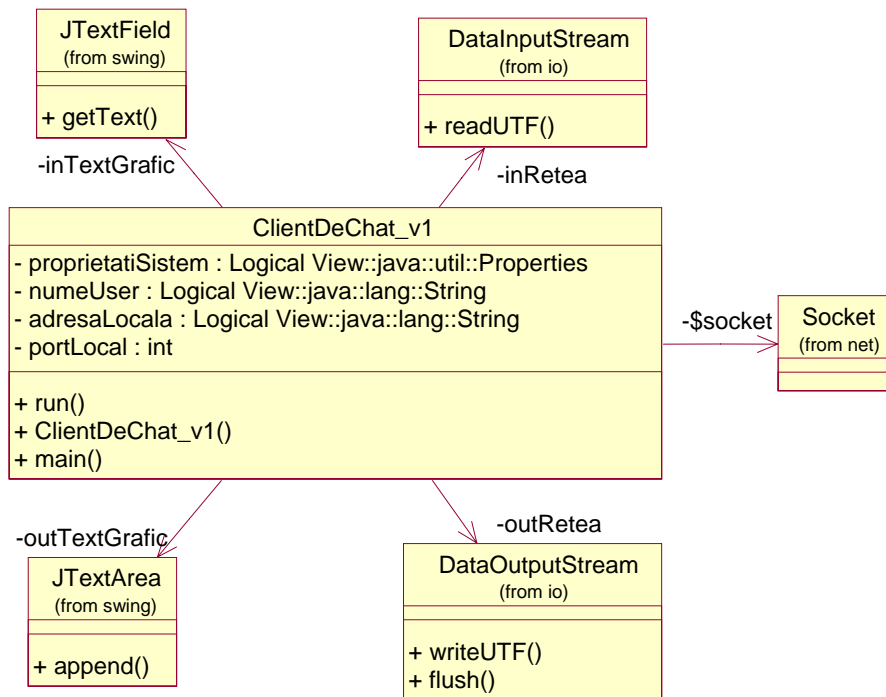 JTextField
(from swing)
+ getText()
DataInputStream
(from io)
+ readUTF()
-inTextGrafic
-inRetea
ClientDeChat_v1
- proprietatiSistem : Logical View::java::util::Properties
- numeUser : Logical View::java::lang::String
- adresaLocala : Logical View::java::lang::String
- portLocal : int
+ run()
+ ClientDeChat_v1()
+ main()
-$socket
Socket
(from net)
-outTextGrafic
-outRetea
JTextArea
(from swing)
+ append()
DataOutputStream
(from io)
+ writeUTF()
+ flush()